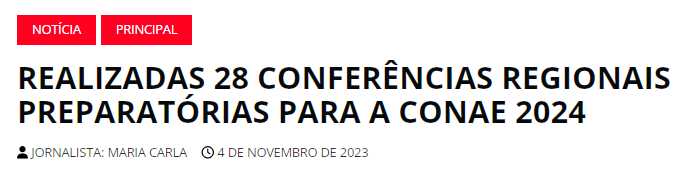 NOTÍCIA PRINCIPAL
REALIZADAS 28 CONFERÊNCIAS REGIONAIS
PREPARATÓRIAS PARA A CONAE 2024
JORNALISTA: MARIA CARLA 4 DE NOVEMBRO DE 2023